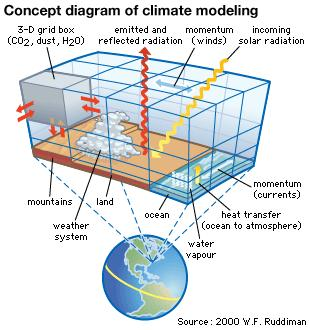 Concept diagram of climate modeling
3-D grid box
(CO2, dust, H2O)
emitted and
reflected radiation
momentum
(winds)
incoming
solar radiation
mountains
land
weather
system
ocean
water
vapour
heat transfer
(ocean to atmosphere)
momentum
(currents)
Source: 2000 W.F. Ruddiman